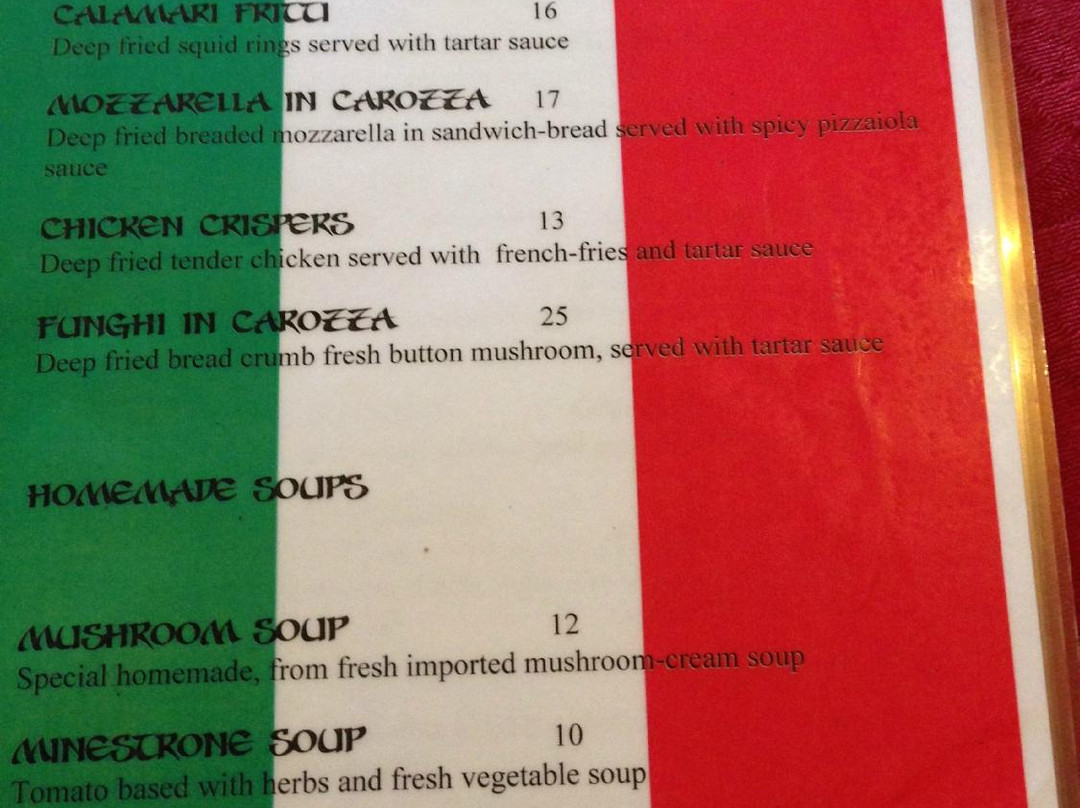 CALAMARI FRITTI 16
Deep fried squid rings served with tartar sauce
MOZZARELLA IN CAROZZA 17
Deep fried breaded mozzarella in sandwich-bread served with spicy pizzaiola
sauce
CHICKEN CRISPERS 13
Deep fried tender chicken served with french-fries and tartar sauce
FUNGHI IN CAROZZA 25
Deep fried bread crumb fresh button mushroom, served with tartar sauce
HOMEMADE SOUPS
MUSHROOM SOUP 12
Special homemade, from fresh imported mushroom-cream soup
MINESTRONE SOUP 10
Tomato based with herbs and fresh vegetable soup